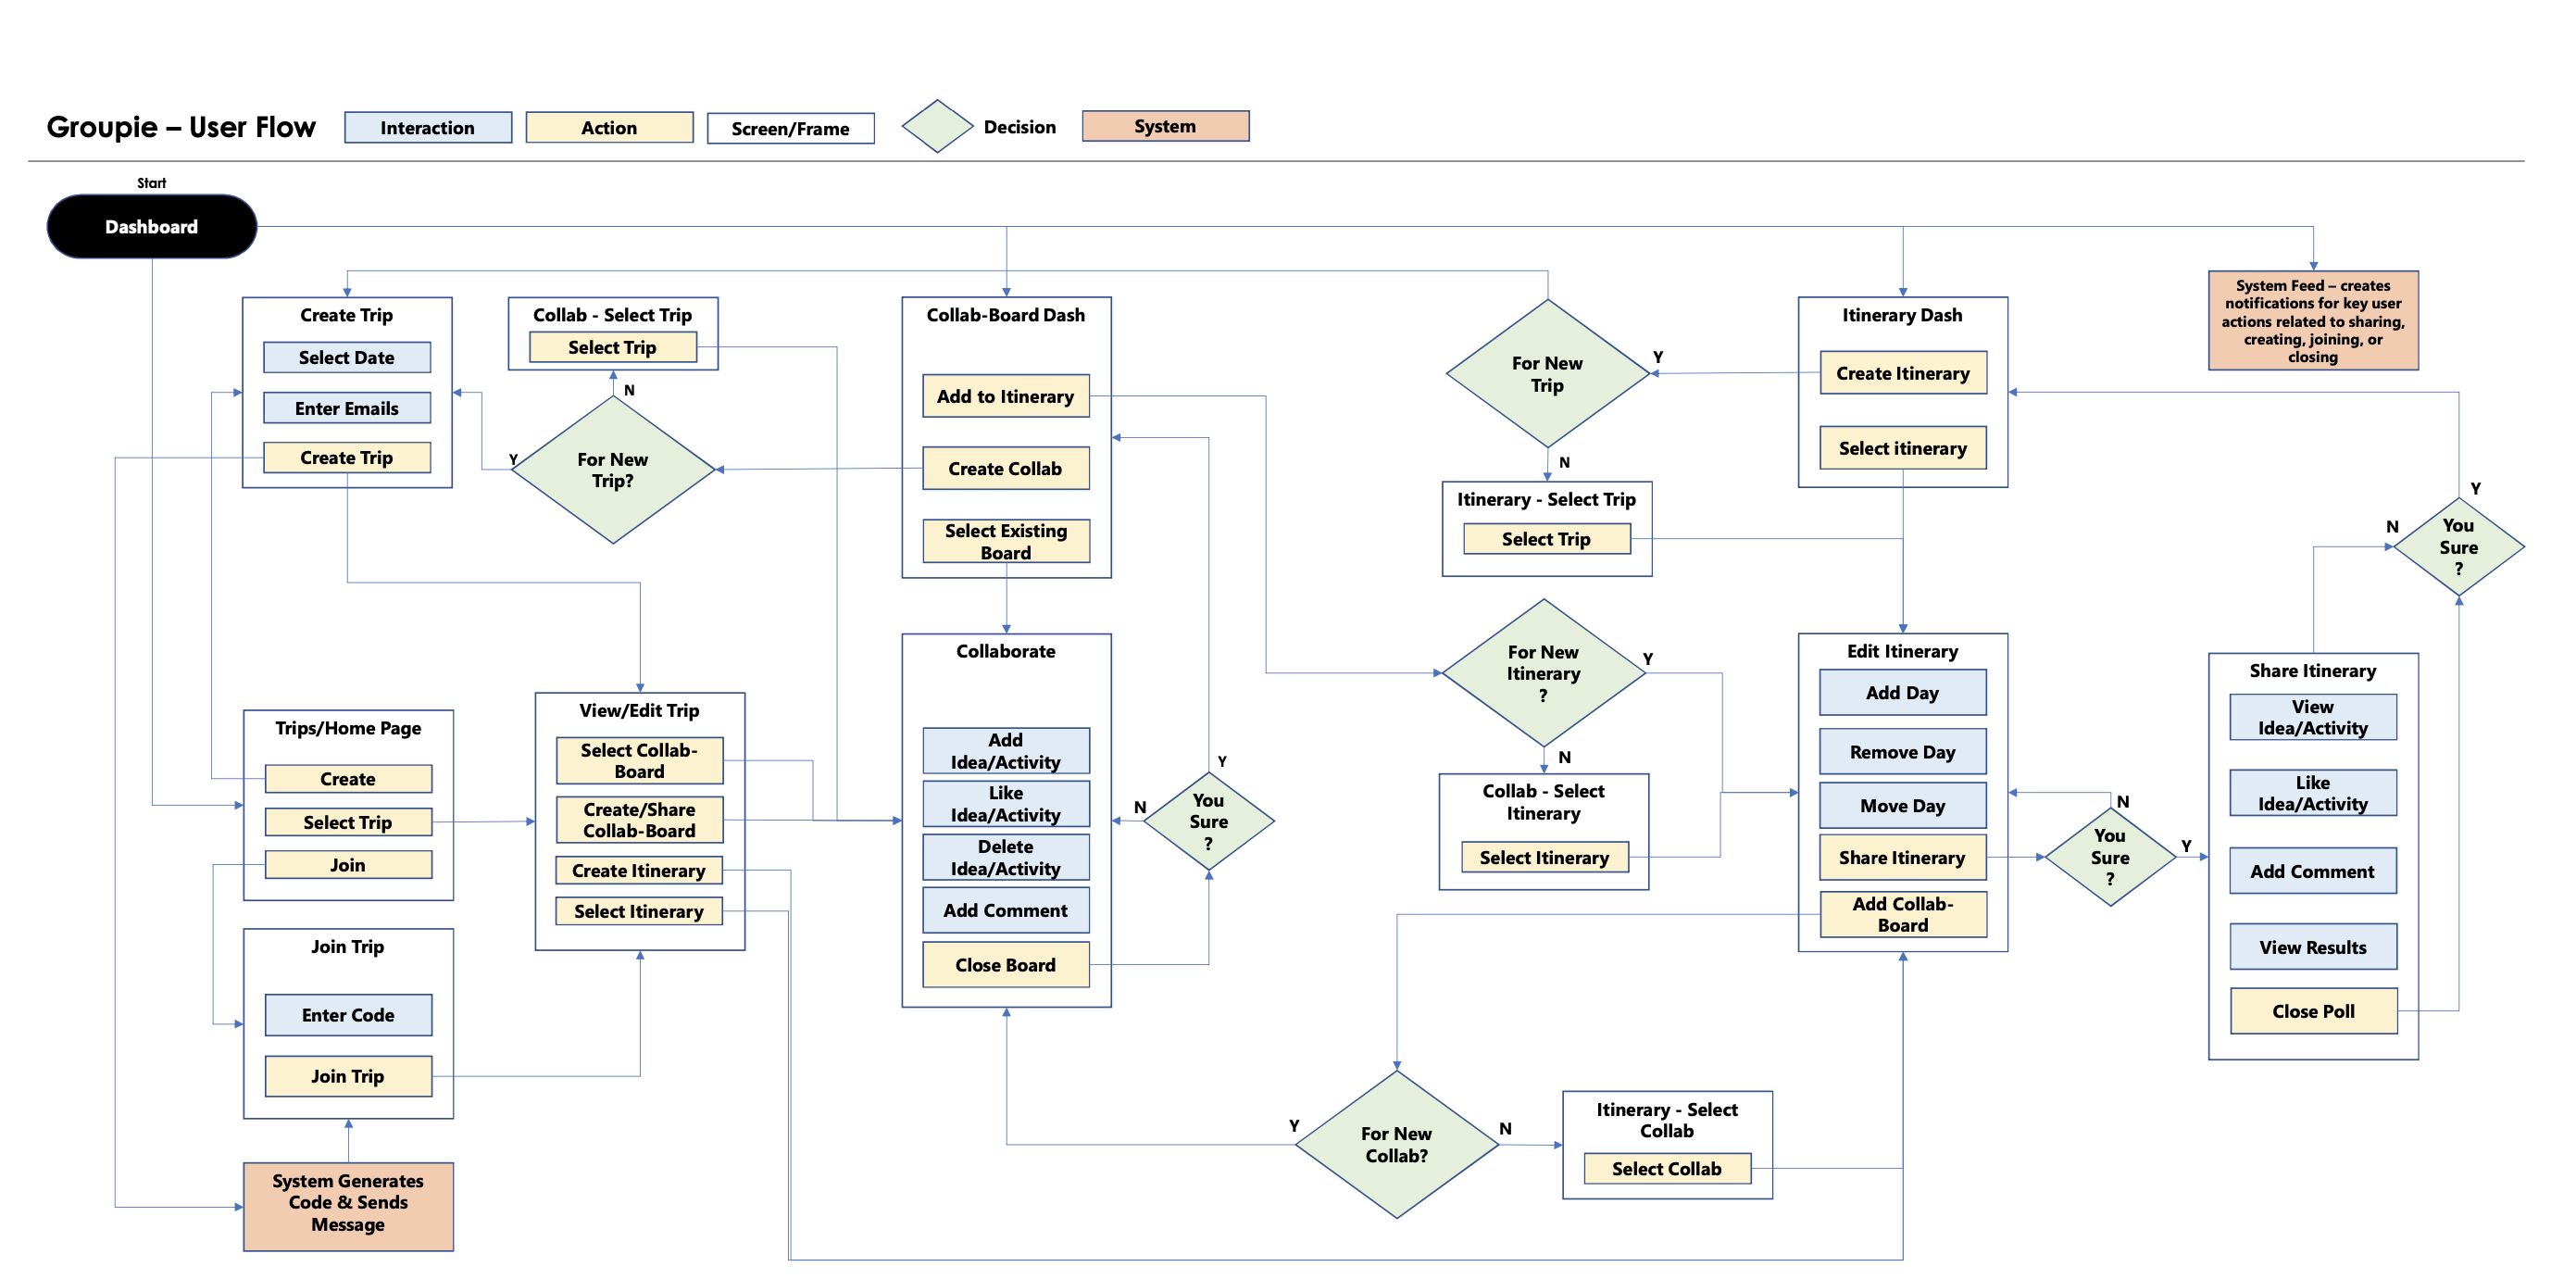 Groupie – User Flow
Interaction
Action
Screen/Frame
Decision
System
Start
Dashboard
Create Trip
Select Date
Enter Emails
Create Trip
Collab - Select Trip
Select Trip
N
Y
For New
Trip?
Collab-Board Dash
Add to Itinerary
Create Collab
Select Existing
Board
For New
Trip
Y
N
Itinerary - Select Trip
Select Trip
Itinerary Dash
Create Itinerary
Select itinerary
System Feed – creates
notifications for key user
actions related to sharing,
creating, joining, or
closing
Y
N
You
Sure
?
Trips/Home Page
Create
Select Trip
Join
View/Edit Trip
Select Collab-
Board
Create/Share
Collab-Board
Create Itinerary
Select Itinerary
Collaborate
Add
Idea/Activity
Like
Idea/Activity
Delete
Idea/Activity
Add Comment
Close Board
Y
N
You
Sure
?
For New
Itinerary
?
Y
N
Collab - Select
Itinerary
Select Itinerary
Edit Itinerary
Add Day
Remove Day
Move Day
Share Itinerary
Add Collab-
Board
N
You
Sure
?
Y
Share Itinerary
View
Idea/Activity
Like
Idea/Activity
Add Comment
View Results
Close Poll
Join Trip
Enter Code
Join Trip
System Generates
Code & Sends
Message
Y
For New
Collab?
N
Itinerary - Select
Collab
Select Collab